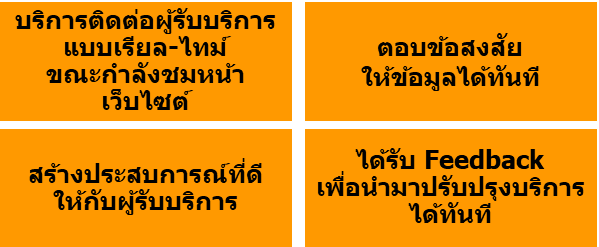 บริการติดต่อผู้รับบริการ
แบบเรียล-ไทม์
ขณะกำลังชมหน้า
เว็บไซต์
ตอบข้อสงสัย
ให้ข้อมูลได้ทันที
สร้างประสบการณ์ที่ดี
ให้กับผู้รับบริการ
ได้รับ Feedback
เพื่อนำมาปรับปรุงบริการ
ได้ทันที